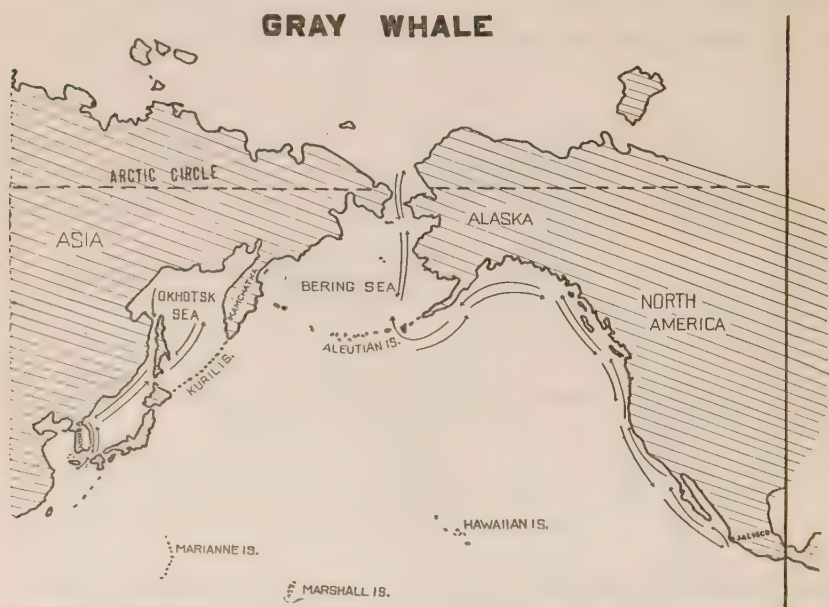 GRAY WHALE
ARCTIC CIRCLE
ASIA
ALASKA
OKHOTSK
SEA
KAMCHATKA
BERING SEA
NORTH
AMERICA
ALEUTIAN IS.
KURIL IS.
HAWAIIAN IS.
JALISCO
MARIANNE IS.
MARSHALL IS.